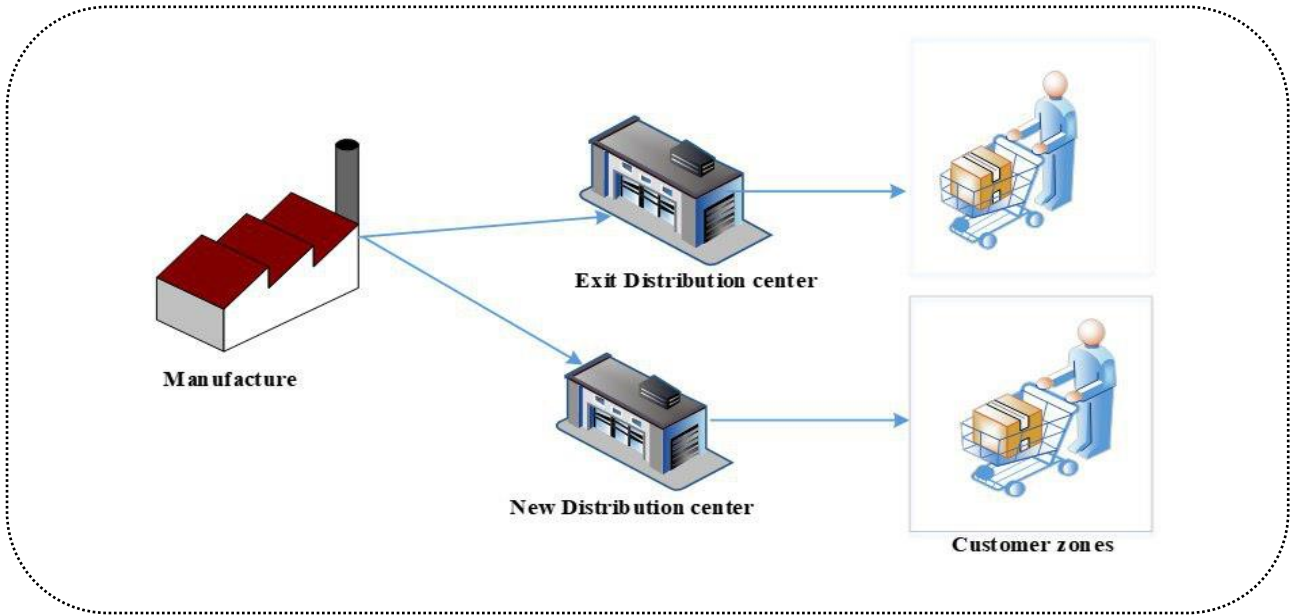 Exit Distribution center
Manufacture
New Distribution center
Customer zones